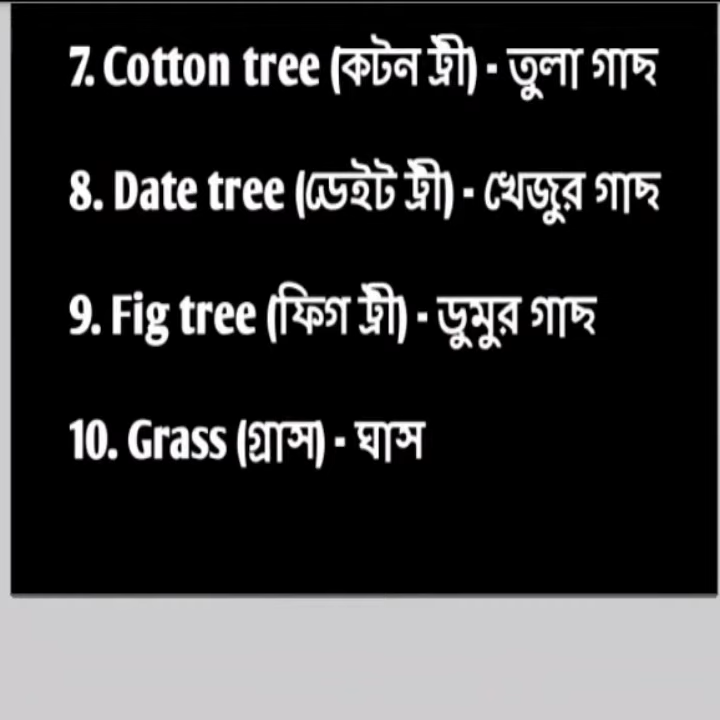 7. Cotton tree (কটন ট্রী) - তুলা গাছ
8. Date tree (ডেইট ট্রী) - খেজুর গাছ
9. Fig tree (ফিগ ট্রী) - ডুমুর গাছ
10. Grass (গ্রাস) - ঘাস